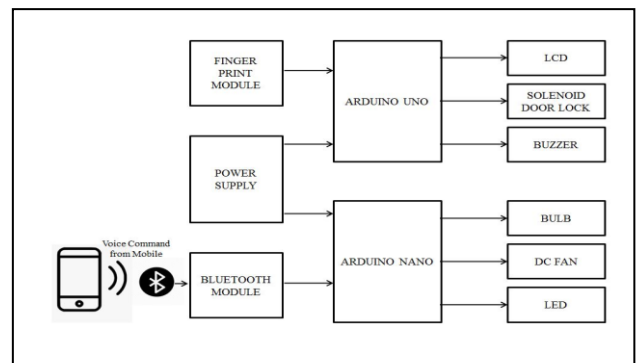 FINGER
PRINT
MODULE
ARDUINO UNO
LCD
SOLENOID
DOOR LOCK
BUZZER
POWER
SUPPLY
Voice Command
from Mobile
BLUETOOTH
MODULE
ARDUINO NANO
BULB
DC FAN
LED